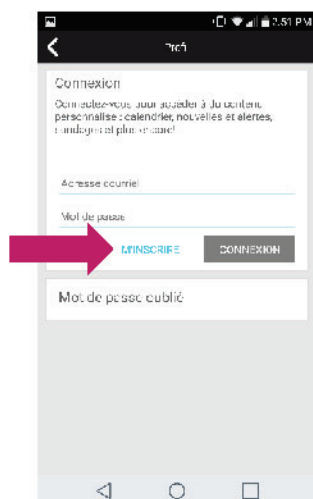 2:51 PM
Profil
Connexion
Connectez-vous pour accéder à du contenu
personnalisé : calendrier, nouvelles et alertes,
sondages et plus encore!
Adresse courriel
Mot de passe
M'INSCRIRE
CONNEXION
Mot de passe oublié